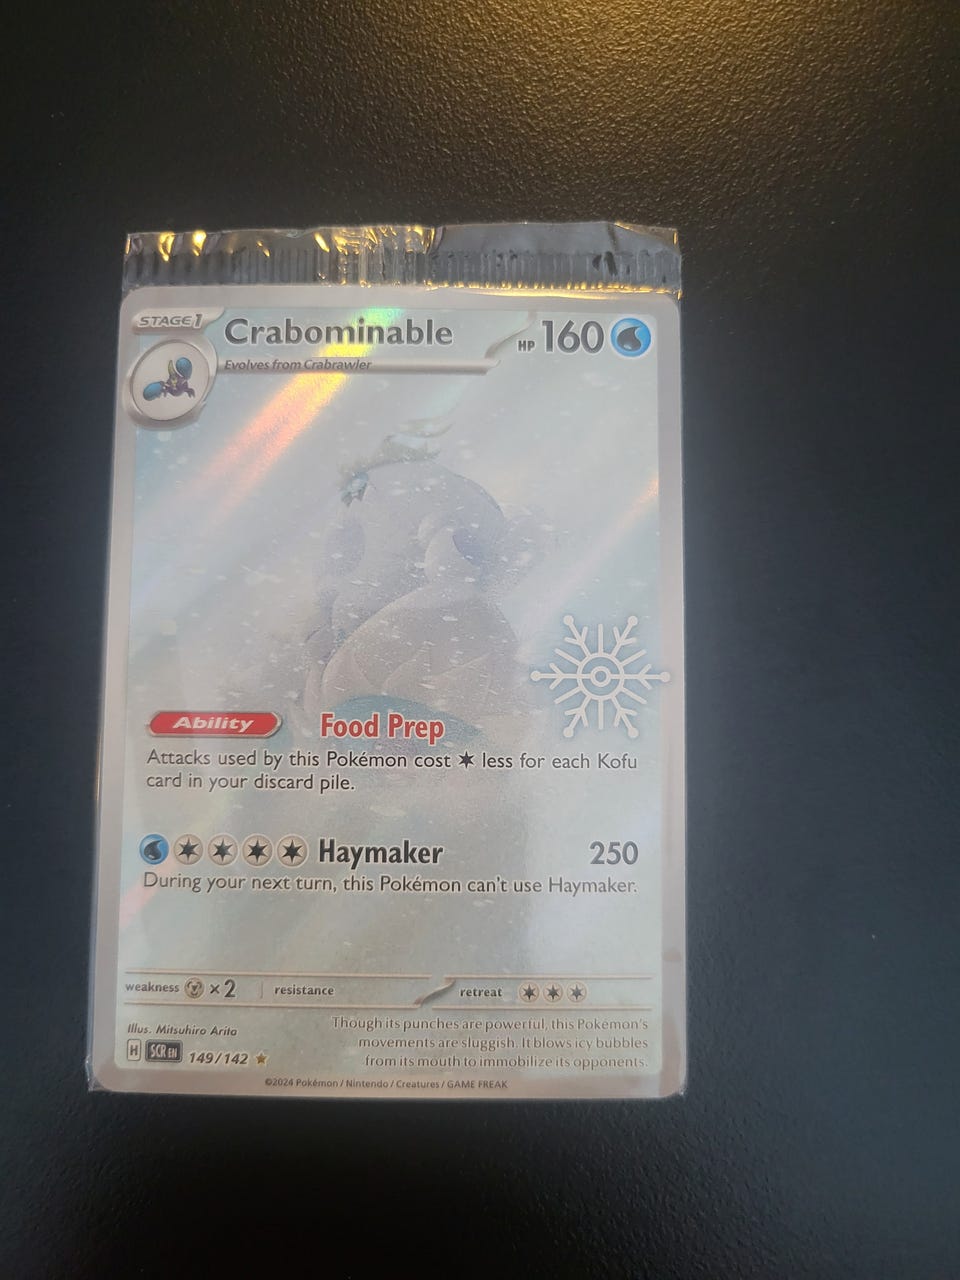 STAGE 1
Crabominable
HP 160
Evolves from Crabrawler
Ability Food Prep
Attacks used by this Pokémon cost less for each Kofu
card in your discard pile.
Haymaker 250
During your next turn, this Pokémon can't use Haymaker.
weakness ×2 resistance retreat
Illus. Mitsuhiro Arita
Though its punches are powerful, this Pokémon's
movements are sluggish. It blows icy bubbles
from its mouth to immobilize its opponents.
H SCR EN 149/142
©2024 Pokémon / Nintendo / Creatures / GAME FREAK